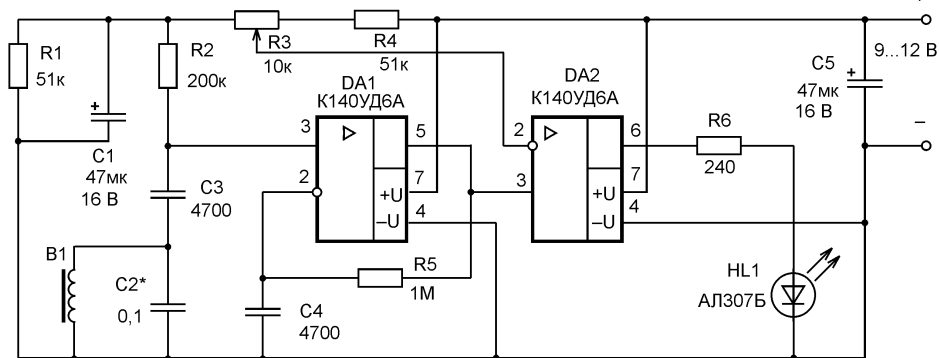 R1
51к
R2
200к
R3
10к
R4
51к
DA1
К140УД6А
3
2
5
7
4
+U
–U
DA2
К140УД6А
2
3
6
7
4
+U
–U
R6
240
C5
47мк
16 В
+
+
9...12 В
–
+
C1
47мк
16 В
C3
4700
B1
C2*
0,1
C4
4700
R5
1М
HL1
АЛ307Б